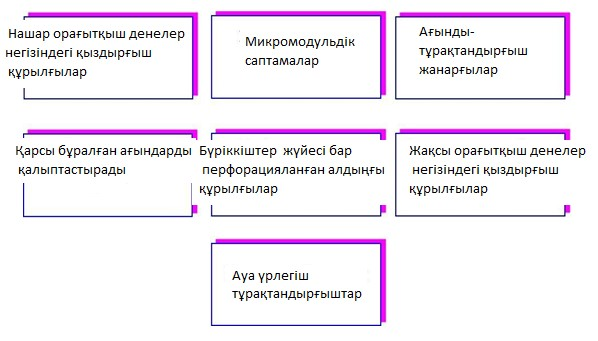 Нашар орағытқыш денелер
негізіндегі қыздырғыш
құрылғылар
Микромодульдік
саптамалар
Ағынды-
тұрақтандырғыш
жанарғылар
Қарсы бұралған ағындарды
қалыптастырады
Бүріккіштер жүйесі бар
перфорацияланған алдыңғы
құрылғылар
Жақсы орағытқыш денелер
негізіндегі қыздырғыш
құрылғылар
Ауа үрлегіш
тұрақтандырғыштар